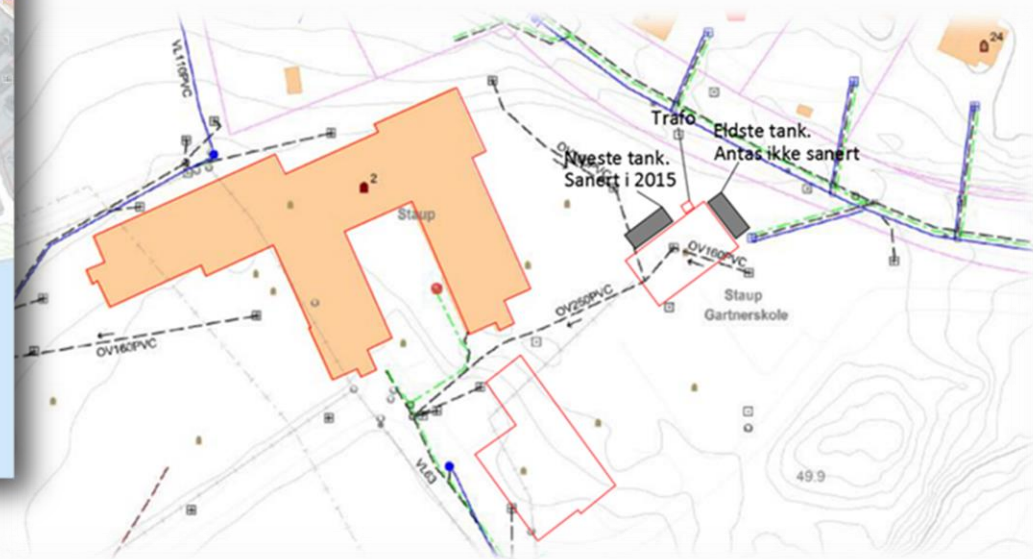 24
VL110PVC
Trafo
Eldste tank.
Antas ikke sanert
Nyeste tank.
Sanert i 2015
2
Staup
OV160PVC
OV250PVC
Staup
Gartnerskole
OV160PVC
VL63
49.9